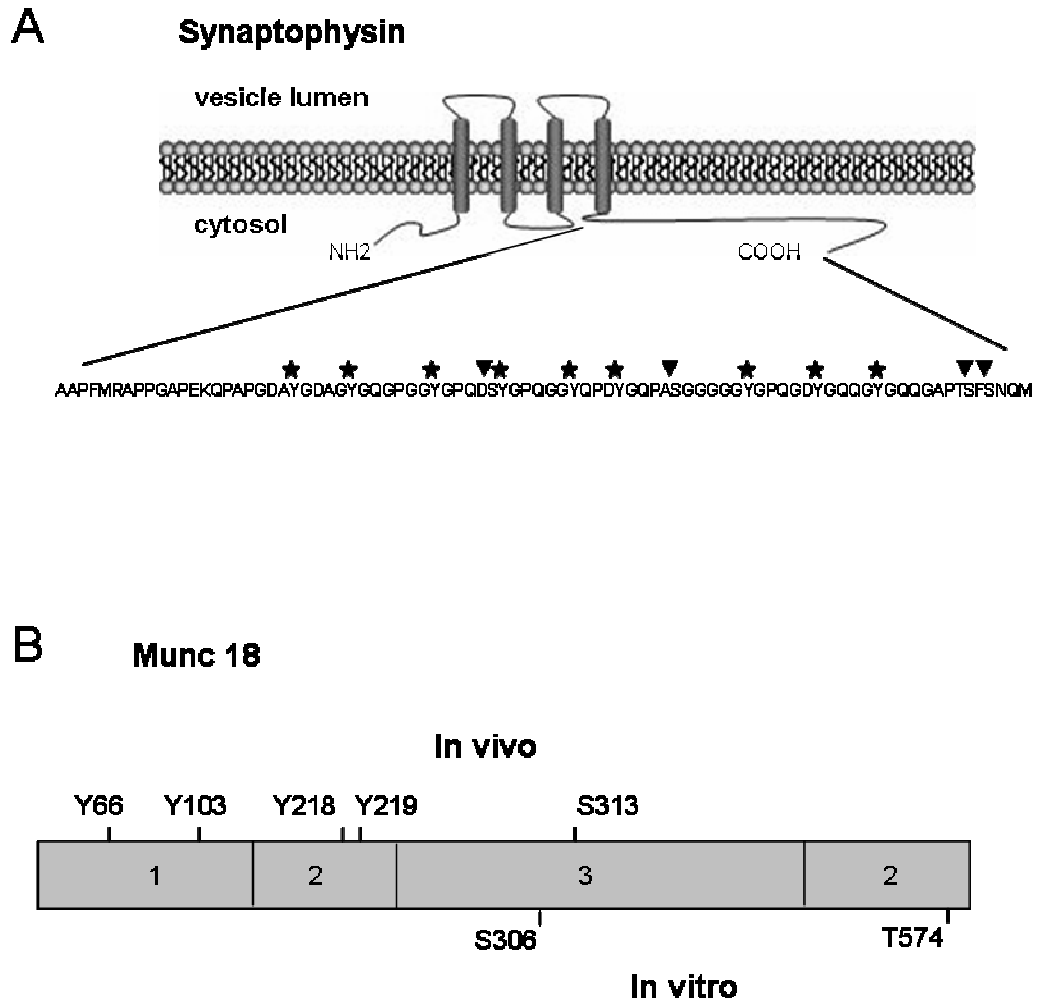 A
Synaptophysin
vesicle lumen
cytosol
NH2
COOH
AAPFMRAPPGAPEKQPAPGDAYGDAGYGQGPGGYGPQDSYGPQGGYQPDYGQPASGGGGGYGPQGDYGQQGYGQQGAPTSFSNQM
B
Munc 18
In vivo
Y66 Y103 Y218 Y219 S313
1 2 3 2
S306 T574
In vitro